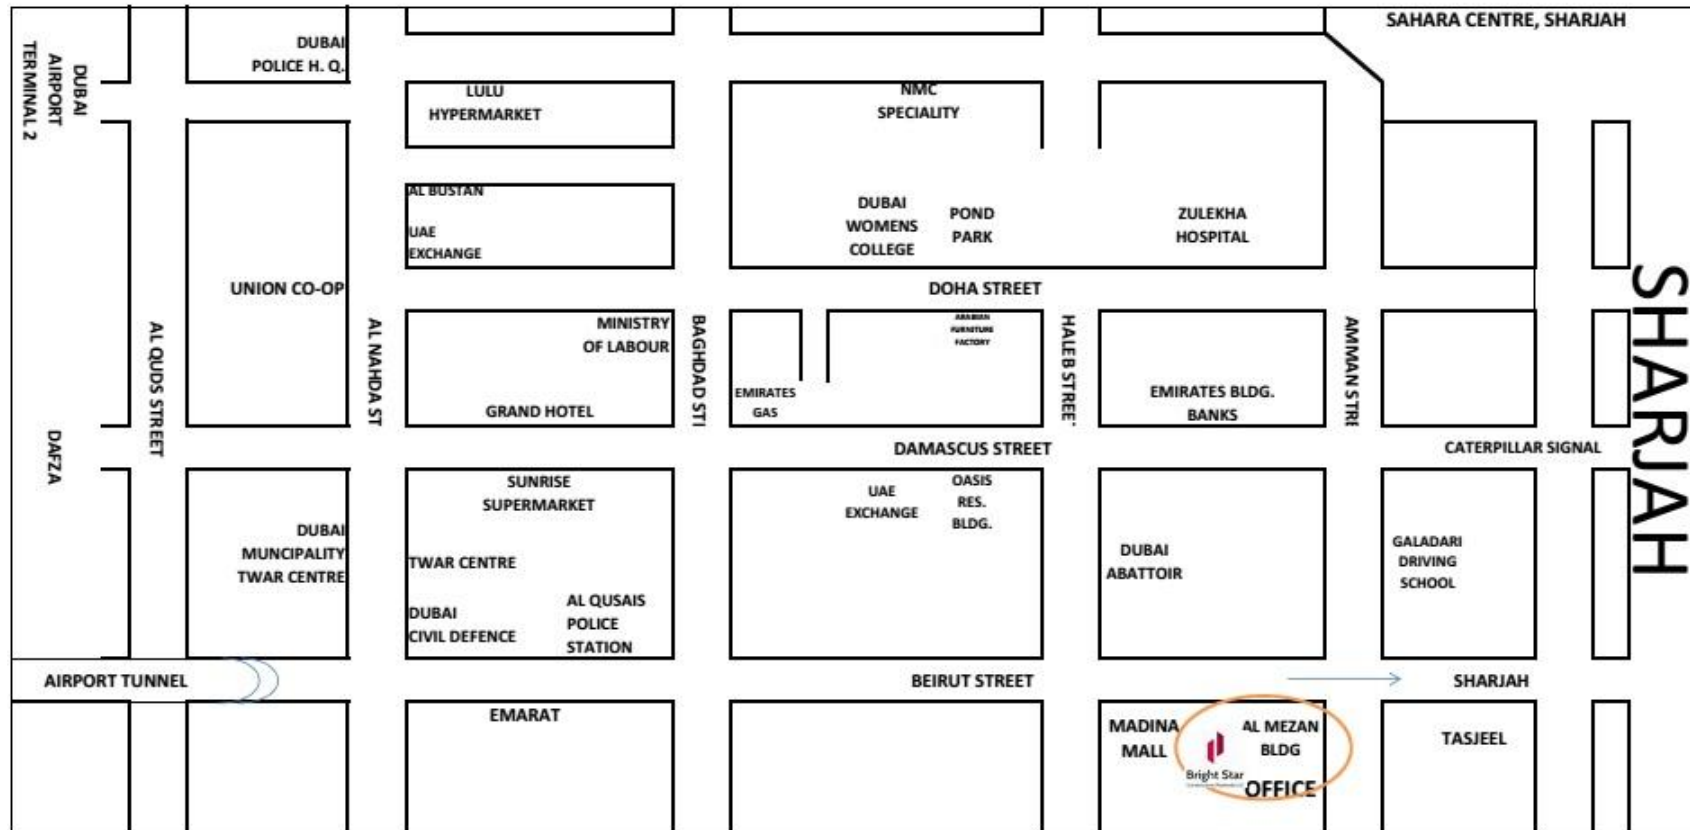 SAHARA CENTRE, SHARJAH
DUBAI
AIRPORT
TERMINAL 2
DUBAI
POLICE H. Q.
LULU
HYPERMARKET
NMC
SPECIALITY
AL BUSTAN
UAE
EXCHANGE
DUBAI
WOMENS
COLLEGE
POND
PARK
ZULEKHA
HOSPITAL
UNION CO-OP
DOHA STREET
SHARJAH
AL QUDS STREET
AL NAHDA ST
MINISTRY
OF LABOUR
GRAND HOTEL
BAGHDAD ST
EMIRATES
GAS
ARABIAN
FURNITURE
FACTORY
HALEB STREE
EMIRATES BLDG.
BANKS
AMMAN STRE
DAFZA
DAMASCUS STREET
CATERPILLAR SIGNAL
SUNRISE
SUPERMARKET
UAE
EXCHANGE
OASIS
RES.
BLDG.
DUBAI
MUNCIPALITY
TWAR CENTRE
TWAR CENTRE
DUBAI
CIVIL DEFENCE
AL QUSAIS
POLICE
STATION
DUBAI
ABATTOIR
GALADARI
DRIVING
SCHOOL
AIRPORT TUNNEL
BEIRUT STREET
SHARJAH
EMARAT
MADINA
MALL
AL MEZAN
BLDG
Bright Star
OFFICE
TASJEEL